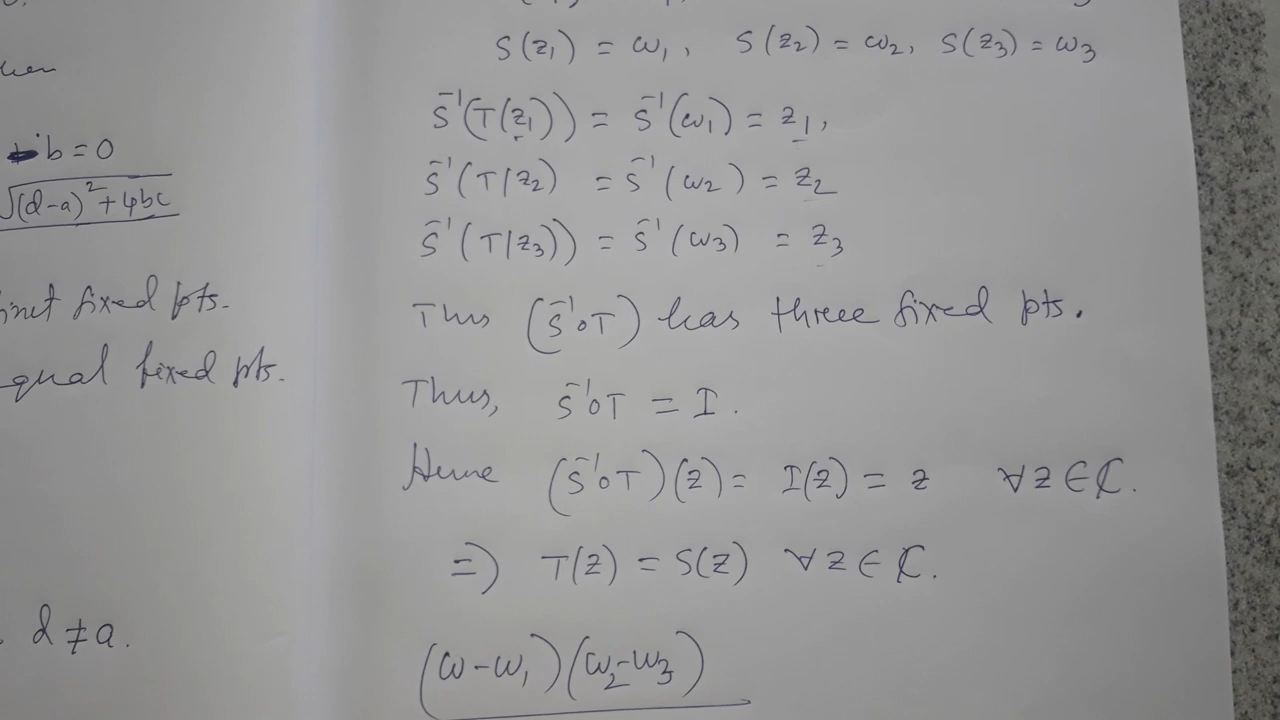 b = 0
√(d-a)² + 4bc
fixed pts.
fixed pts.
d ≠ a.
S(z₁) = ω₁, S(z₂) = ω₂, S(z₃) = ω₃
S⁻¹(T(z₁)) = S⁻¹(ω₁) = z₁,
S⁻¹(T(z₂) = S⁻¹(ω₂) = z₂
S⁻¹(T(z₃)) = S⁻¹(ω₃) = z₃
Thus (S⁻¹∘T) has three fixed pts.
Thus, S⁻¹∘T = I.
Hence (S⁻¹∘T)(z) = I(z) = z ∀ z ∈ ℂ.
⇒ T(z) = S(z) ∀ z ∈ ℂ.
(ω-ω₁)(ω₂-ω₃)